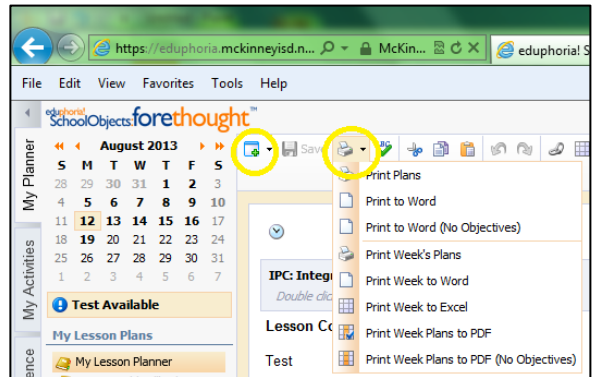 https://eduphoria.mckinneyisd.n...
McKin...
eduphoria! S
File Edit View Favorites Tools Help
eduphoria!
SchoolObjects:forethought™
My Planner
My Activities
ence
August 2013
S M T W T F S
28 29 30 31 1 2 3
4 5 6 7 8 9 10
11 12 13 14 15 16 17
18 19 20 21 22 23 24
25 26 27 28 29 30 31
1 2 3 4 5 6 7
Test Available
My Lesson Plans
My Lesson Planner
Save
Print Plans
Print to Word
Print to Word (No Objectives)
Print Week's Plans
Print Week to Word
Print Week to Excel
Print Week Plans to PDF
Print Week Plans to PDF (No Objectives)
IPC: Integr
Double clic
Lesson Co
Test